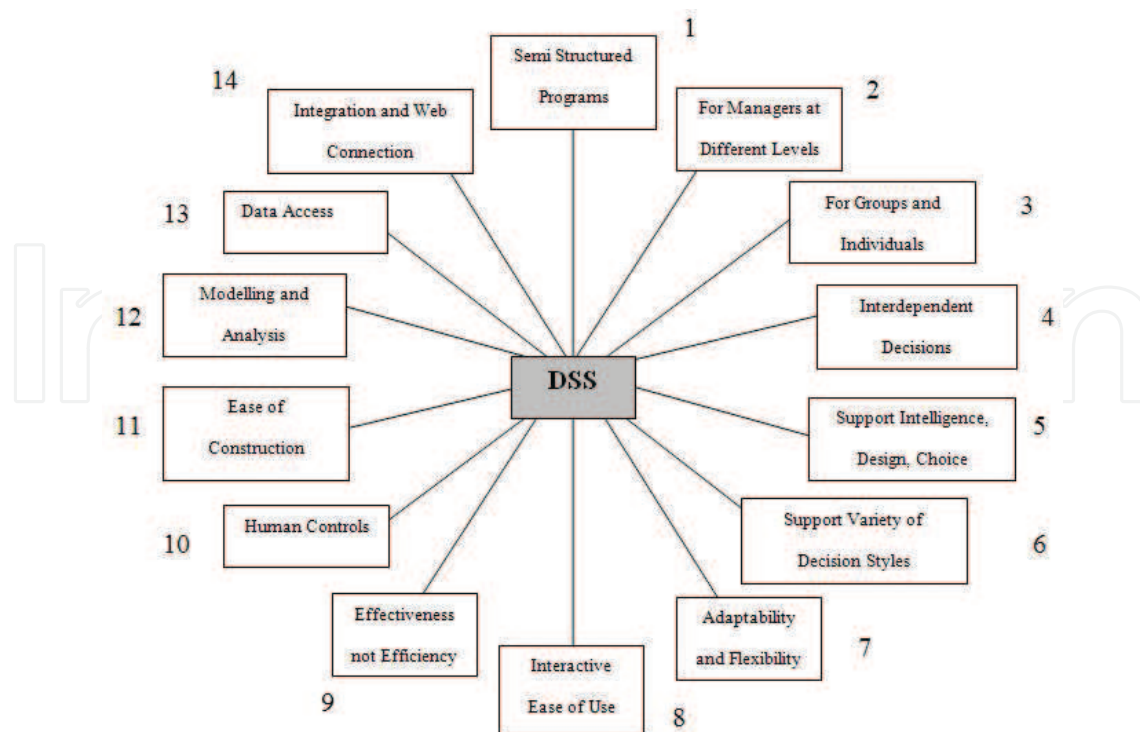 1
Semi Structured
Programs
2
For Managers at
Different Levels
3
For Groups and
Individuals
4
Interdependent
Decisions
5
Support Intelligence,
Design, Choice
6
Support Variety of
Decision Styles
7
Adaptability
and Flexibility
8
Interactive
Ease of Use
9
Effectiveness
not Efficiency
10
Human Controls
11
Ease of
Construction
12
Modelling and
Analysis
13
Data Access
14
Integration and Web
Connection
DSS